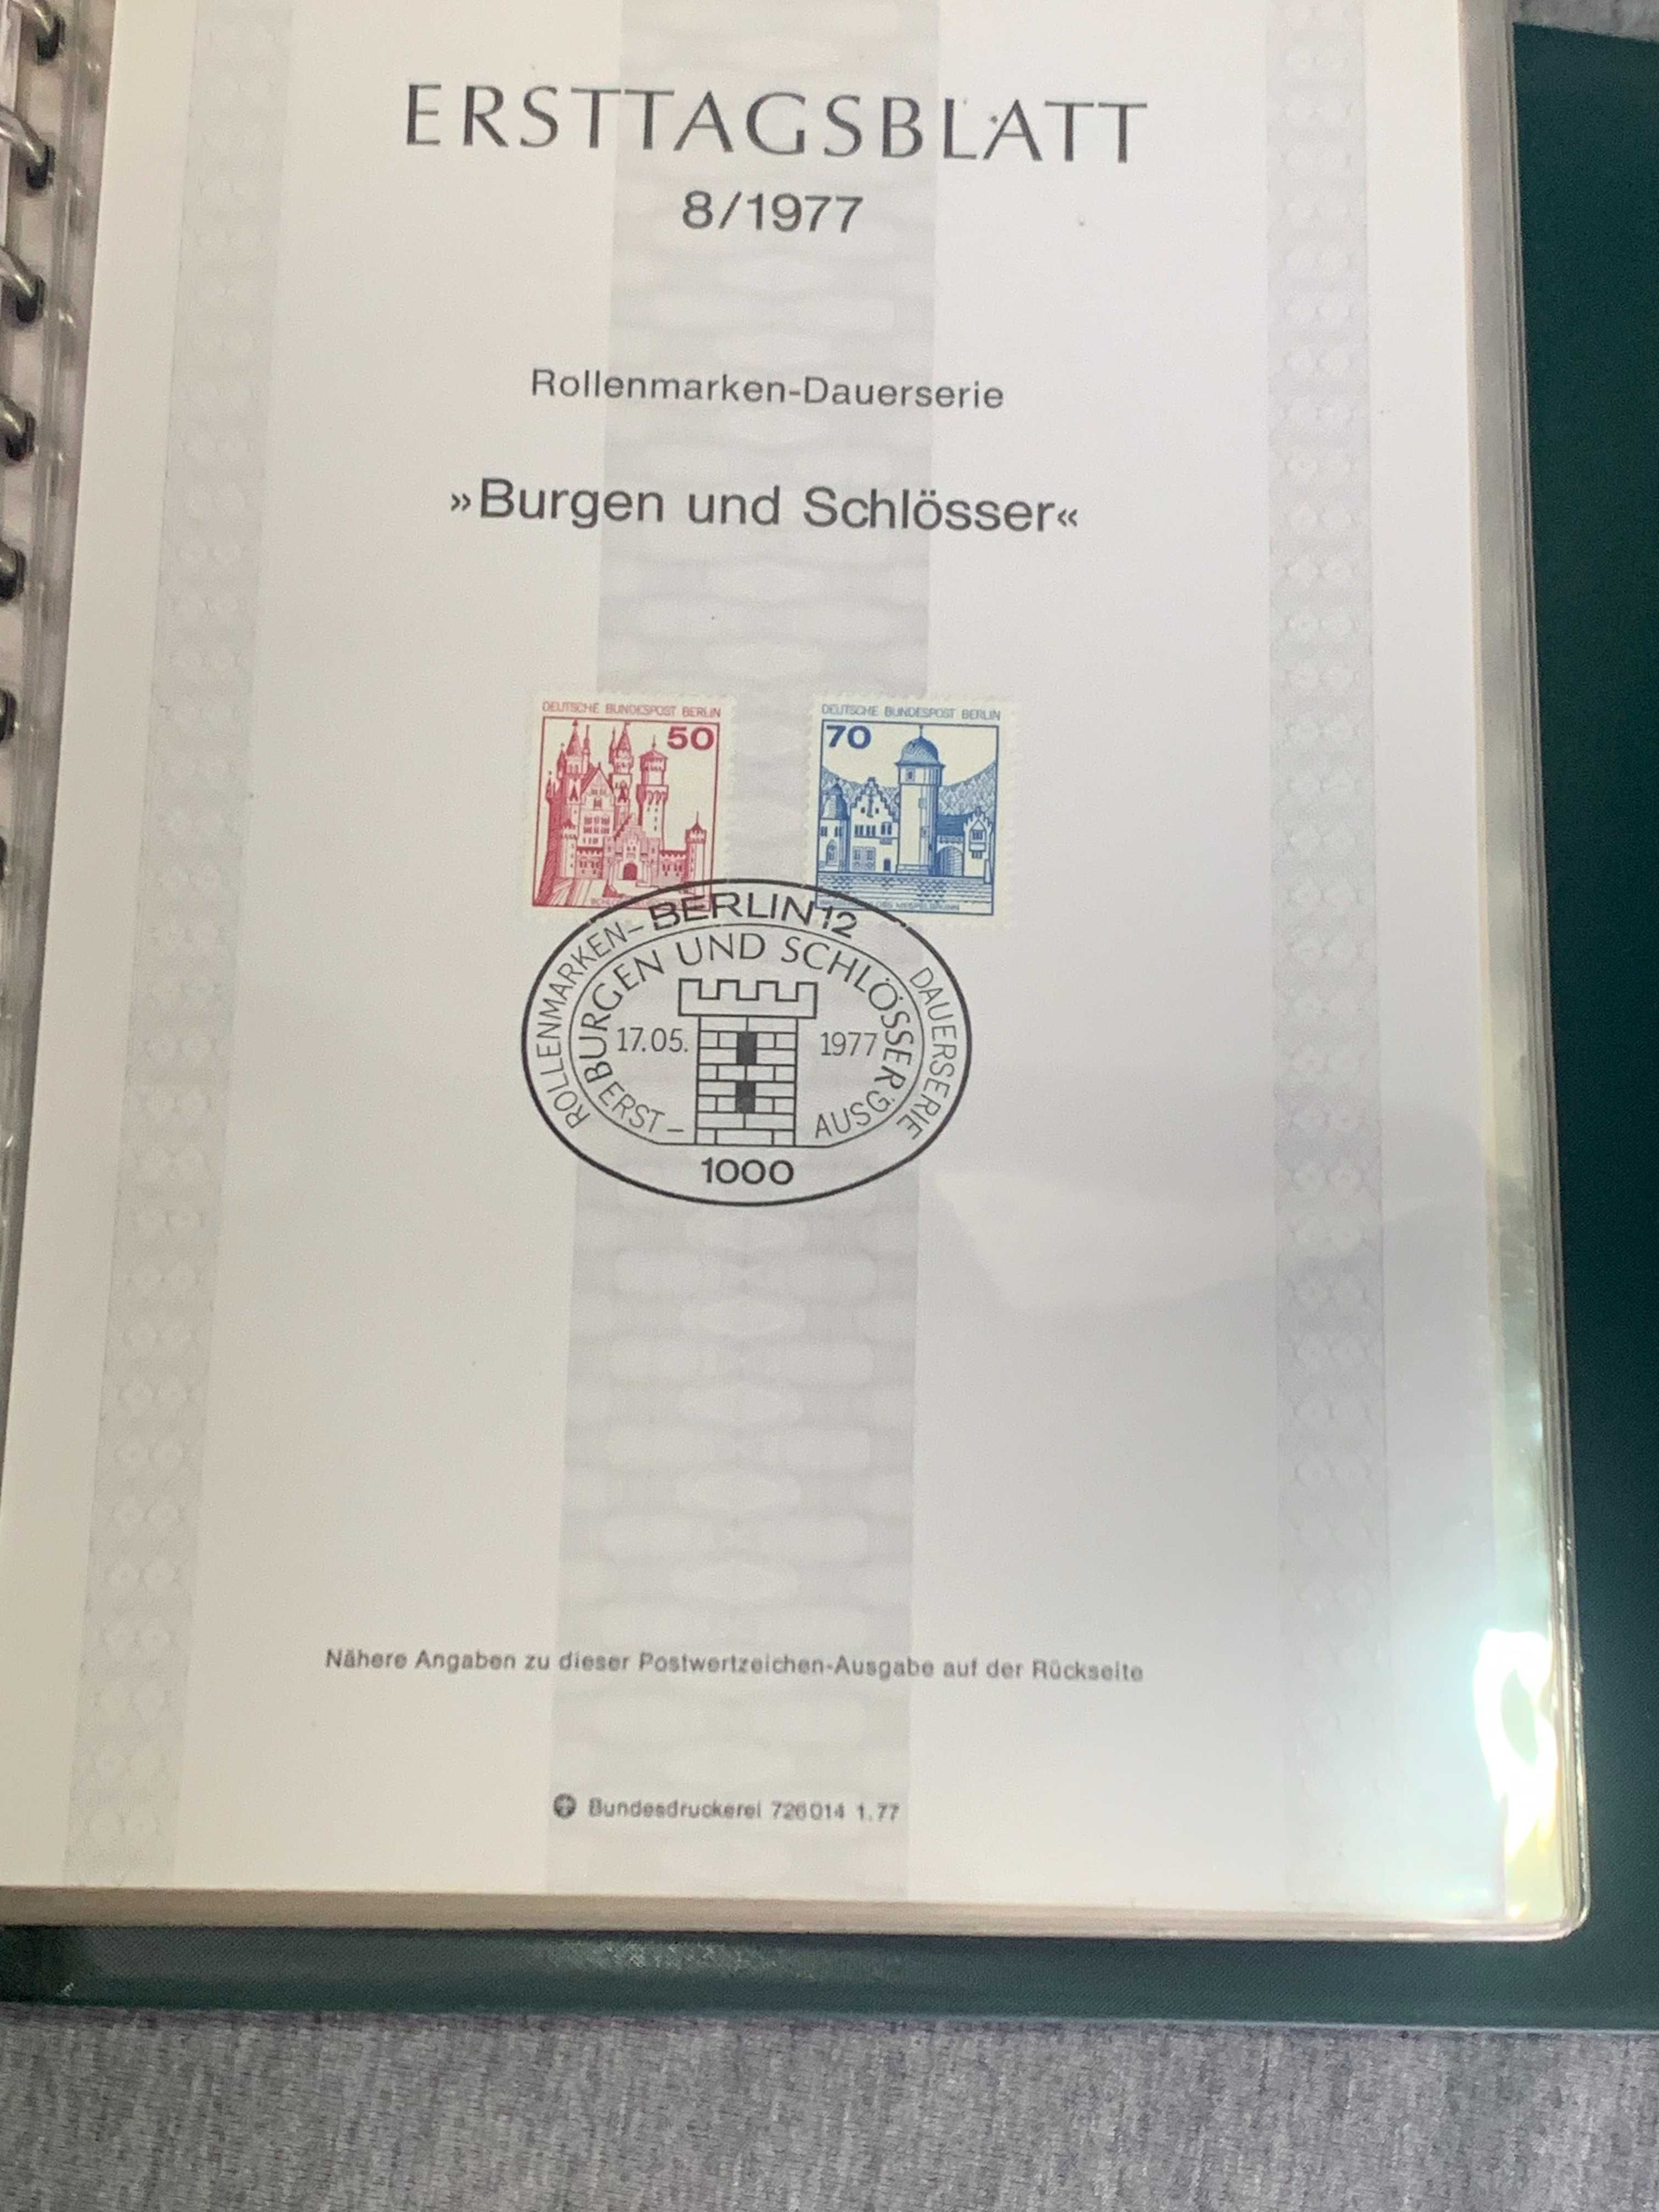 ERSTTAGSBLATT
8/1977
Rollenmarken-Dauerserie
»Burgen und Schlösser«
DEUTSCHE BUNDESPOST BERLIN
50
DEUTSCHE BUNDESPOST BERLIN
70
MESPELBRUNN
BERLIN 12
ROLLENMARKEN-
DAUERSERIE
BURGEN UND SCHLÖSSER
17.05. 1977
ERST-
AUSG.
1000
Nähere Angaben zu dieser Postwertzeichen-Ausgabe auf der Rückseite
Bundesdruckerei 726014 1.77